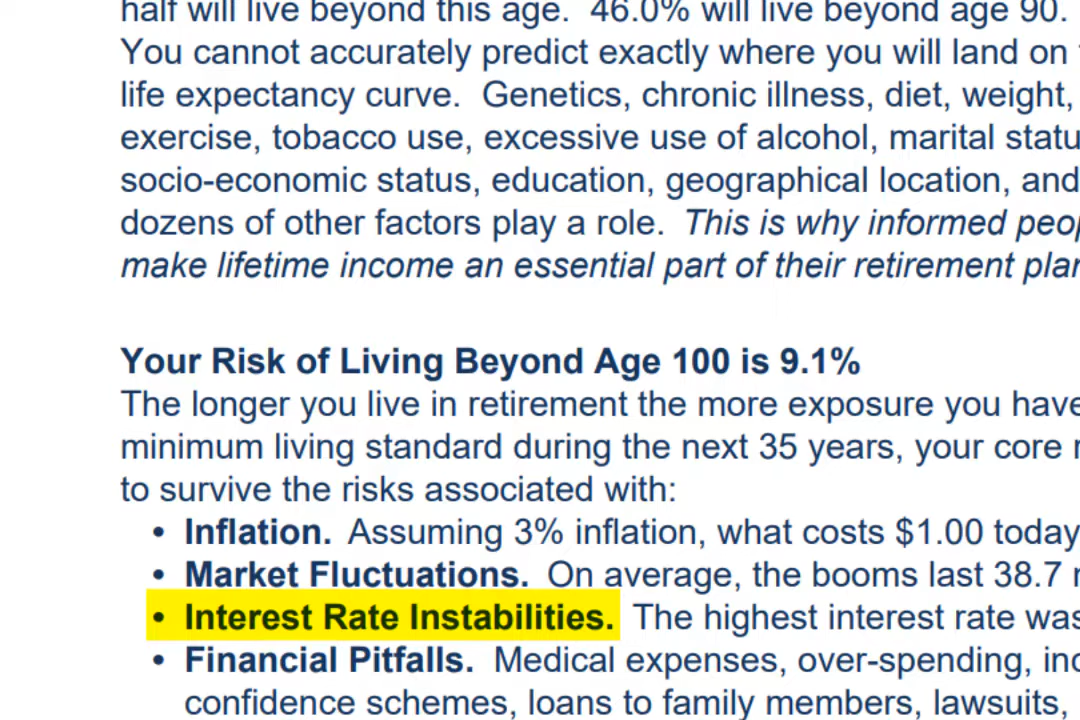 half will live beyond this age. 46.0% will live beyond age 90.
You cannot accurately predict exactly where you will land on
life expectancy curve. Genetics, chronic illness, diet, weight,
exercise, tobacco use, excessive use of alcohol, marital statu
socio-economic status, education, geographical location, and
dozens of other factors play a role. This is why informed peop
make lifetime income an essential part of their retirement plan
Your Risk of Living Beyond Age 100 is 9.1%
The longer you live in retirement the more exposure you have
minimum living standard during the next 35 years, your core
to survive the risks associated with:
• Inflation. Assuming 3% inflation, what costs $1.00 today
• Market Fluctuations. On average, the booms last 38.7
• Interest Rate Instabilities. The highest interest rate was
• Financial Pitfalls. Medical expenses, over-spending, inc
confidence schemes, loans to family members, lawsuits,